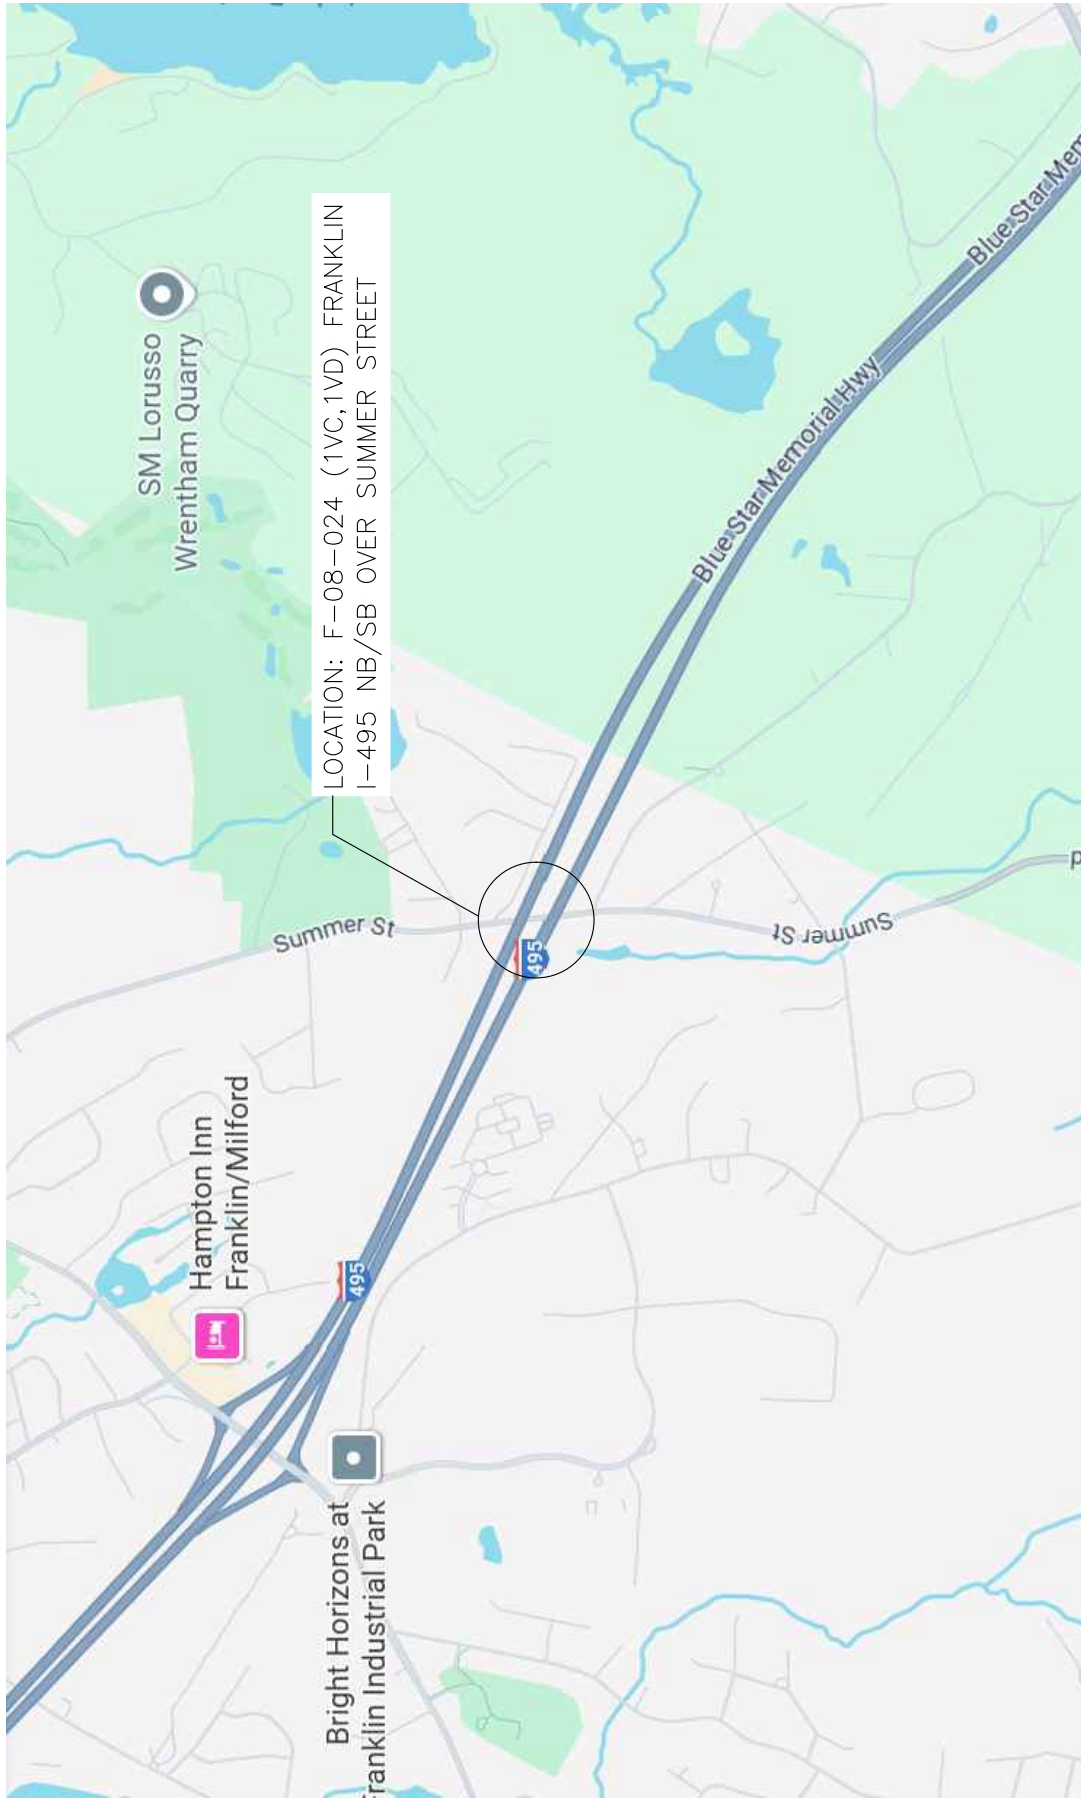 SM Lorusso
Wrentham Quarry
LOCATION: F-08-024 (1VC,1VD) FRANKLIN
I-495 NB/SB OVER SUMMER STREET
Blue Star Mem
Blue Star Memorial Hwy
Summer St
495
Summer St
Hampton Inn
Franklin/Milford
495
Bright Horizons at
Franklin Industrial Park